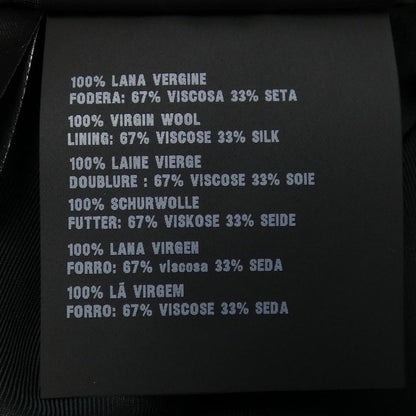 100% LANA VERGINE
FODERA: 67% VISCOSA 33% SETA
100% VIRGIN WOOL
LINING: 67% VISCOSE 33% SILK
100% LAINE VIERGE
DOUBLURE : 67% VISCOSE 33% SOIE
100% SCHURWOLLE
FUTTER: 67% VISKOSE 33% SEIDE
100% LANA VIRGEN
FORRO: 67% viscosa 33% SEDA
100% LÃ VIRGEM
FORRO: 67% VISCOSE 33% SEDA